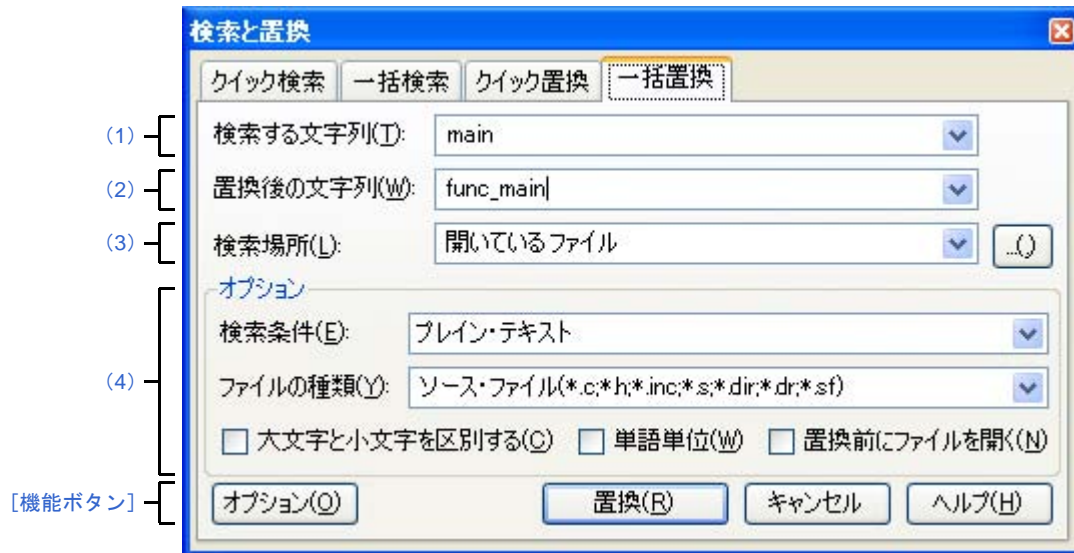 検索と置換
クイック検索 一括検索 クイック置換 一括置換
(1) 検索する文字列(T): main
(2) 置換後の文字列(W): func_main
(3) 検索場所(L): 開いているファイル ...()
オプション
検索条件(E): プレイン・テキスト
(4) ファイルの種類(Y): ソース・ファイル(*.c;*.h;*.inc;*.s;*.dir;*.dr;*.sf)
大文字と小文字を区別する(C) 単語単位(W) 置換前にファイルを開く(N)
[機能ボタン] オプション(O) 置換(R) キャンセル ヘルプ(H)